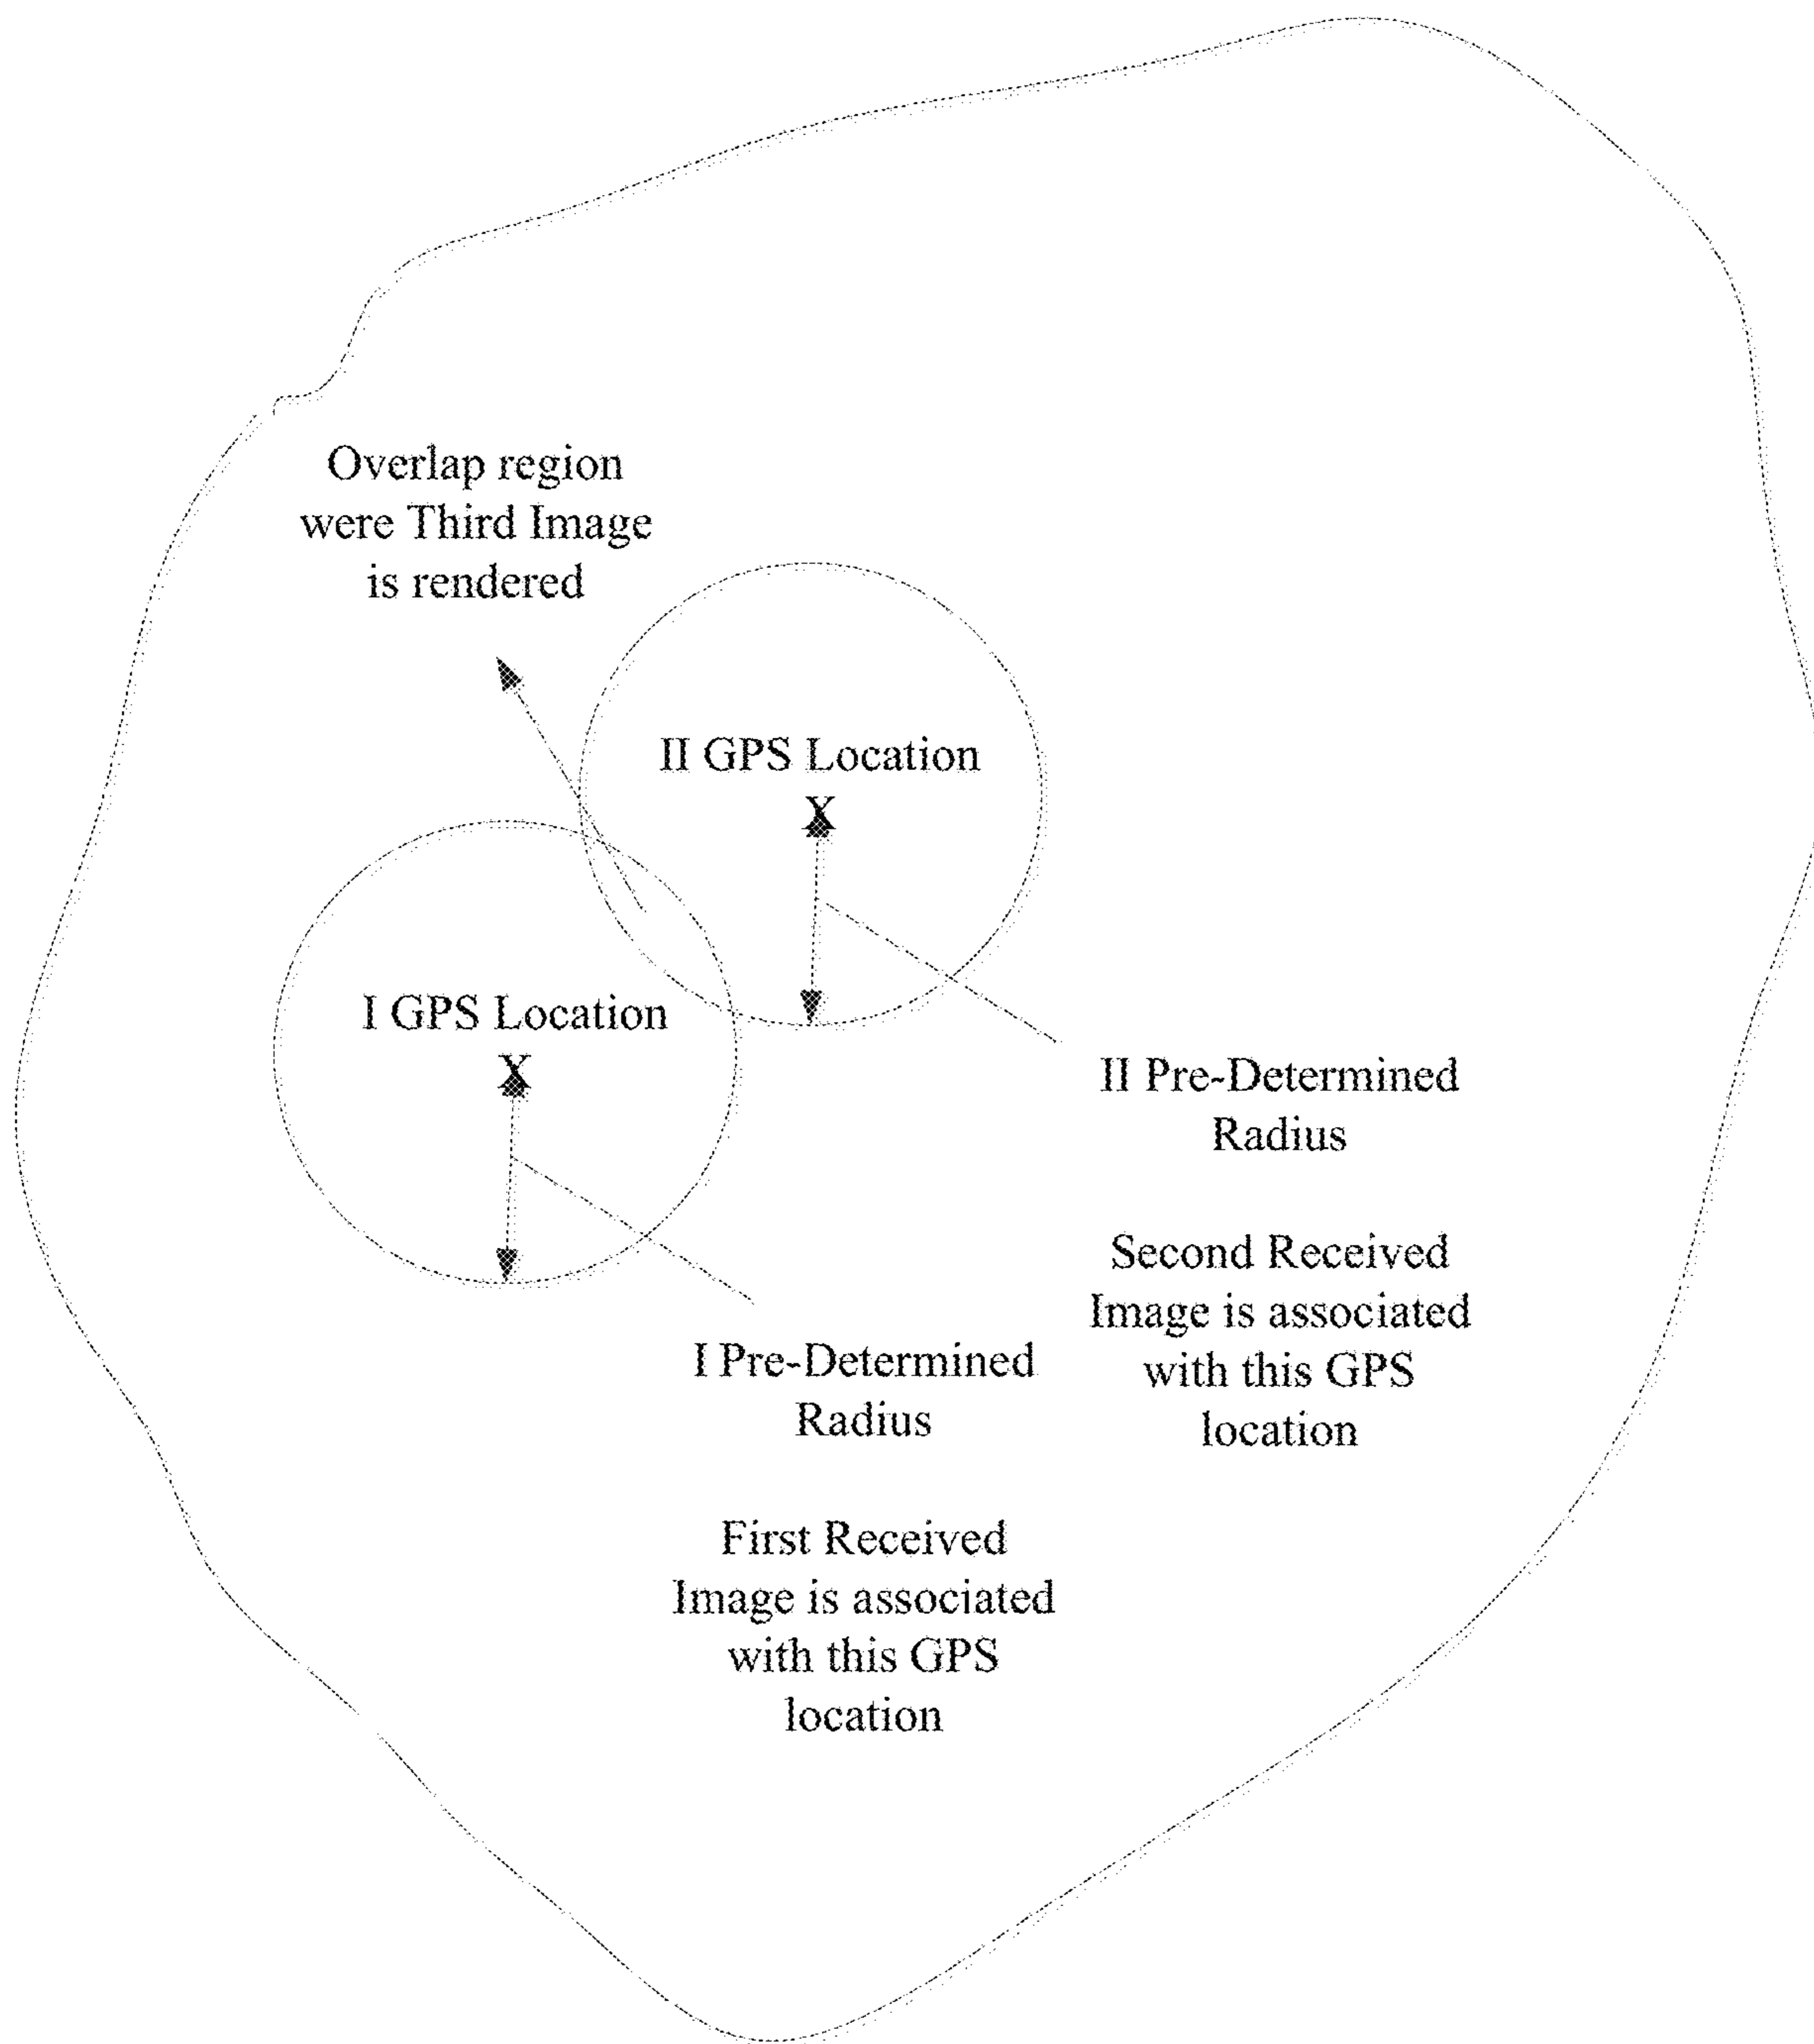 Overlap region
were Third Image
is rendered
II GPS Location
X
I GPS Location
X
II Pre-Determined
Radius
Second Received
Image is associated
with this GPS
location
I Pre-Determined
Radius
First Received
Image is associated
with this GPS
location